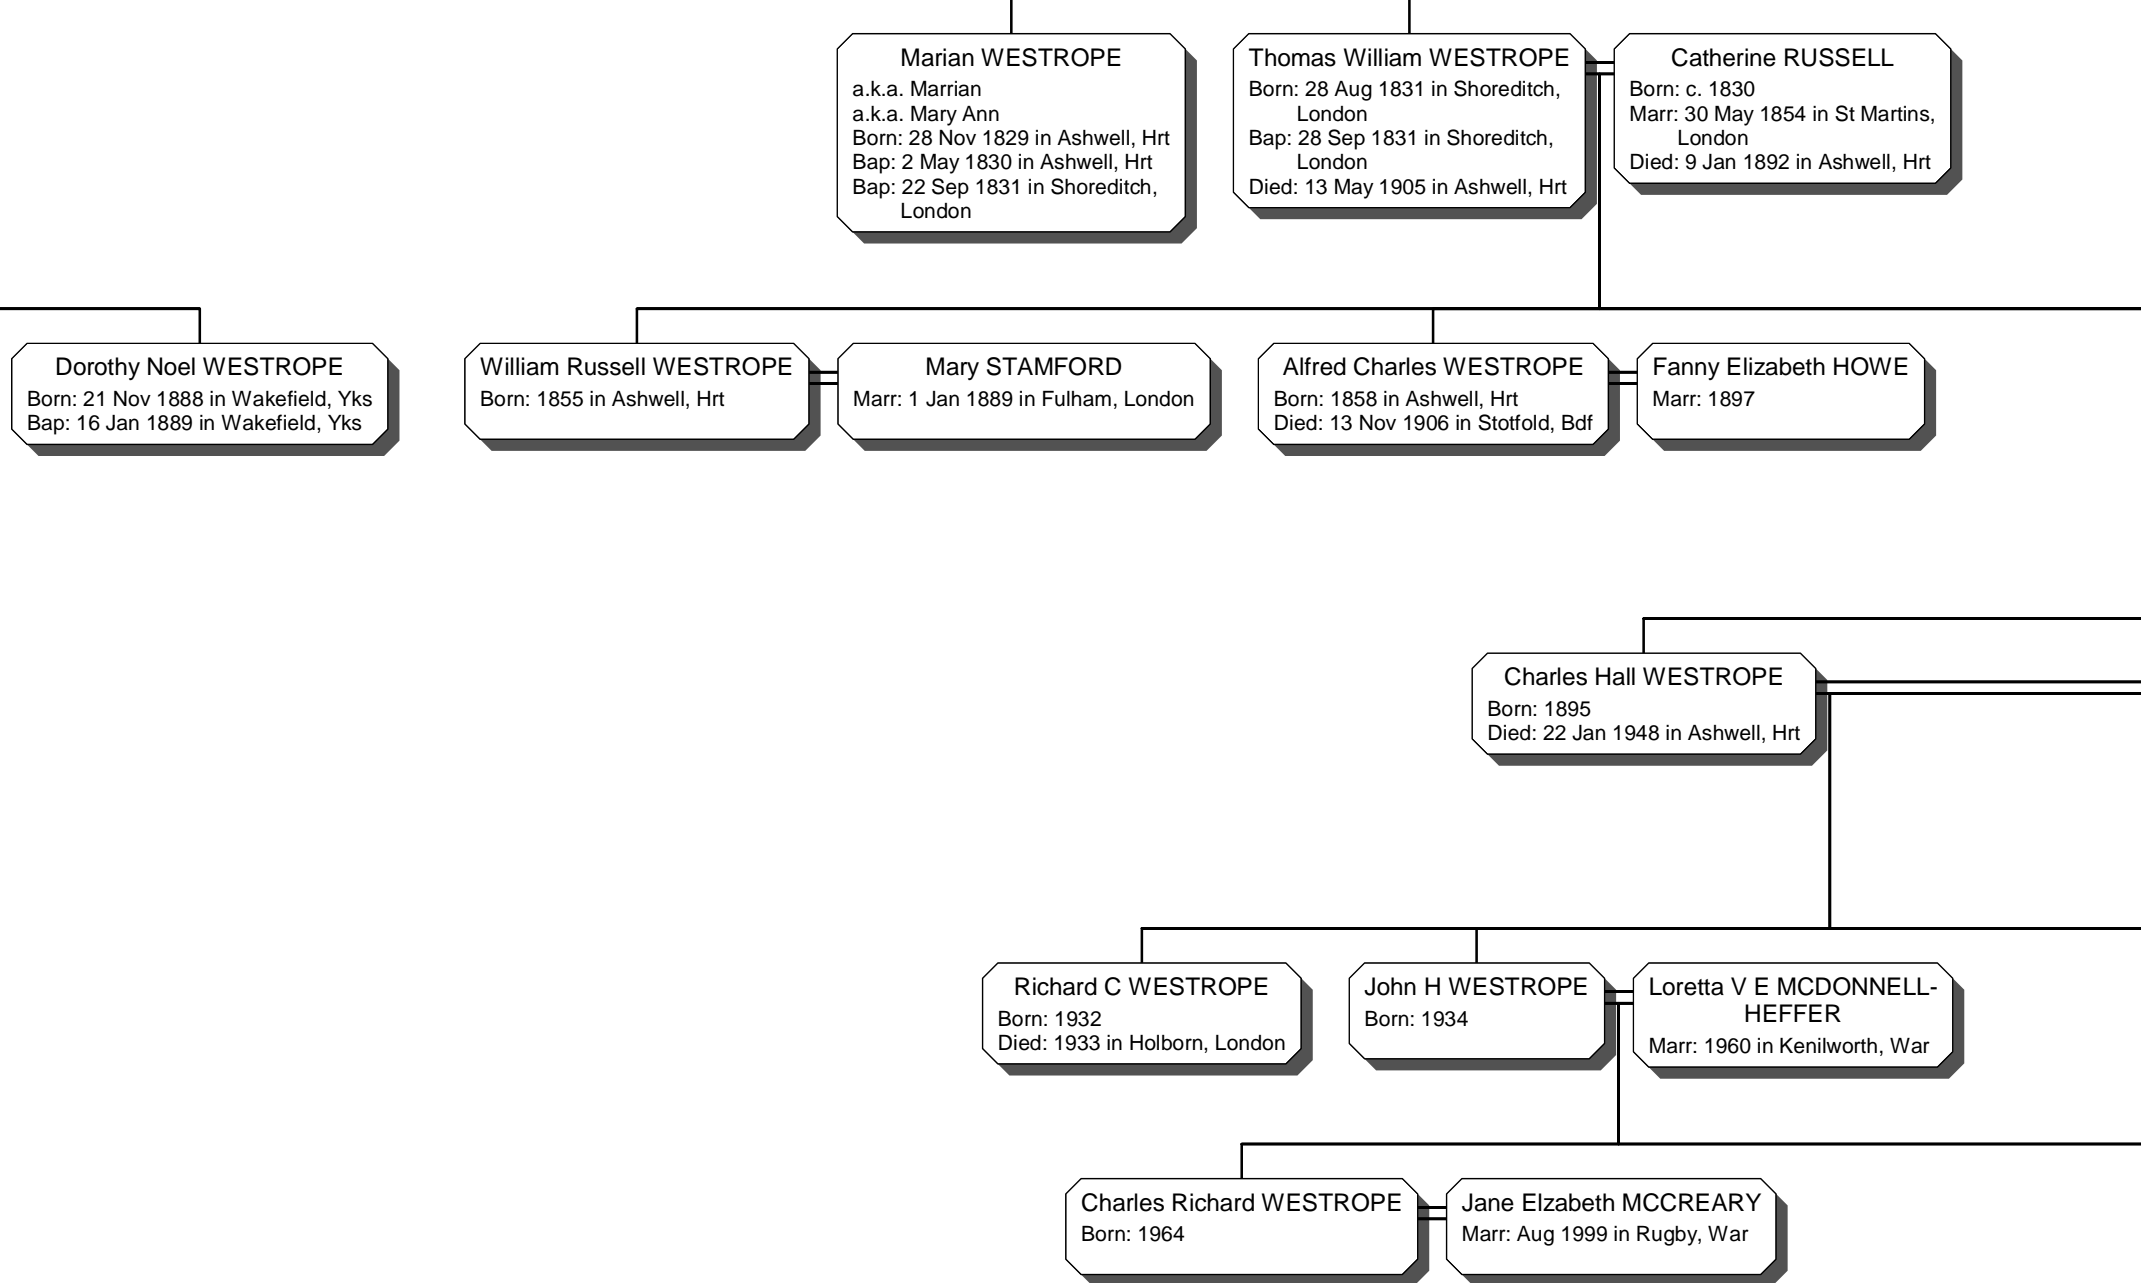 Marian WESTROPE
a.k.a. Marrian
a.k.a. Mary Ann
Born: 28 Nov 1829 in Ashwell, Hrt
Bap: 2 May 1830 in Ashwell, Hrt
Bap: 22 Sep 1831 in Shoreditch,
London
Thomas William WESTROPE
Born: 28 Aug 1831 in Shoreditch,
London
Bap: 28 Sep 1831 in Shoreditch,
London
Died: 13 May 1905 in Ashwell, Hrt
Catherine RUSSELL
Born: c. 1830
Marr: 30 May 1854 in St Martins,
London
Died: 9 Jan 1892 in Ashwell, Hrt
Dorothy Noel WESTROPE
Born: 21 Nov 1888 in Wakefield, Yks
Bap: 16 Jan 1889 in Wakefield, Yks
William Russell WESTROPE
Born: 1855 in Ashwell, Hrt
Mary STAMFORD
Marr: 1 Jan 1889 in Fulham, London
Alfred Charles WESTROPE
Born: 1858 in Ashwell, Hrt
Died: 13 Nov 1906 in Stotfold, Bdf
Fanny Elizabeth HOWE
Marr: 1897
Charles Hall WESTROPE
Born: 1895
Died: 22 Jan 1948 in Ashwell, Hrt
Richard C WESTROPE
Born: 1932
Died: 1933 in Holborn, London
John H WESTROPE
Born: 1934
Loretta V E MCDONNELL-
HEFFER
Marr: 1960 in Kenilworth, War
Charles Richard WESTROPE
Born: 1964
Jane Elzabeth MCCREARY
Marr: Aug 1999 in Rugby, War